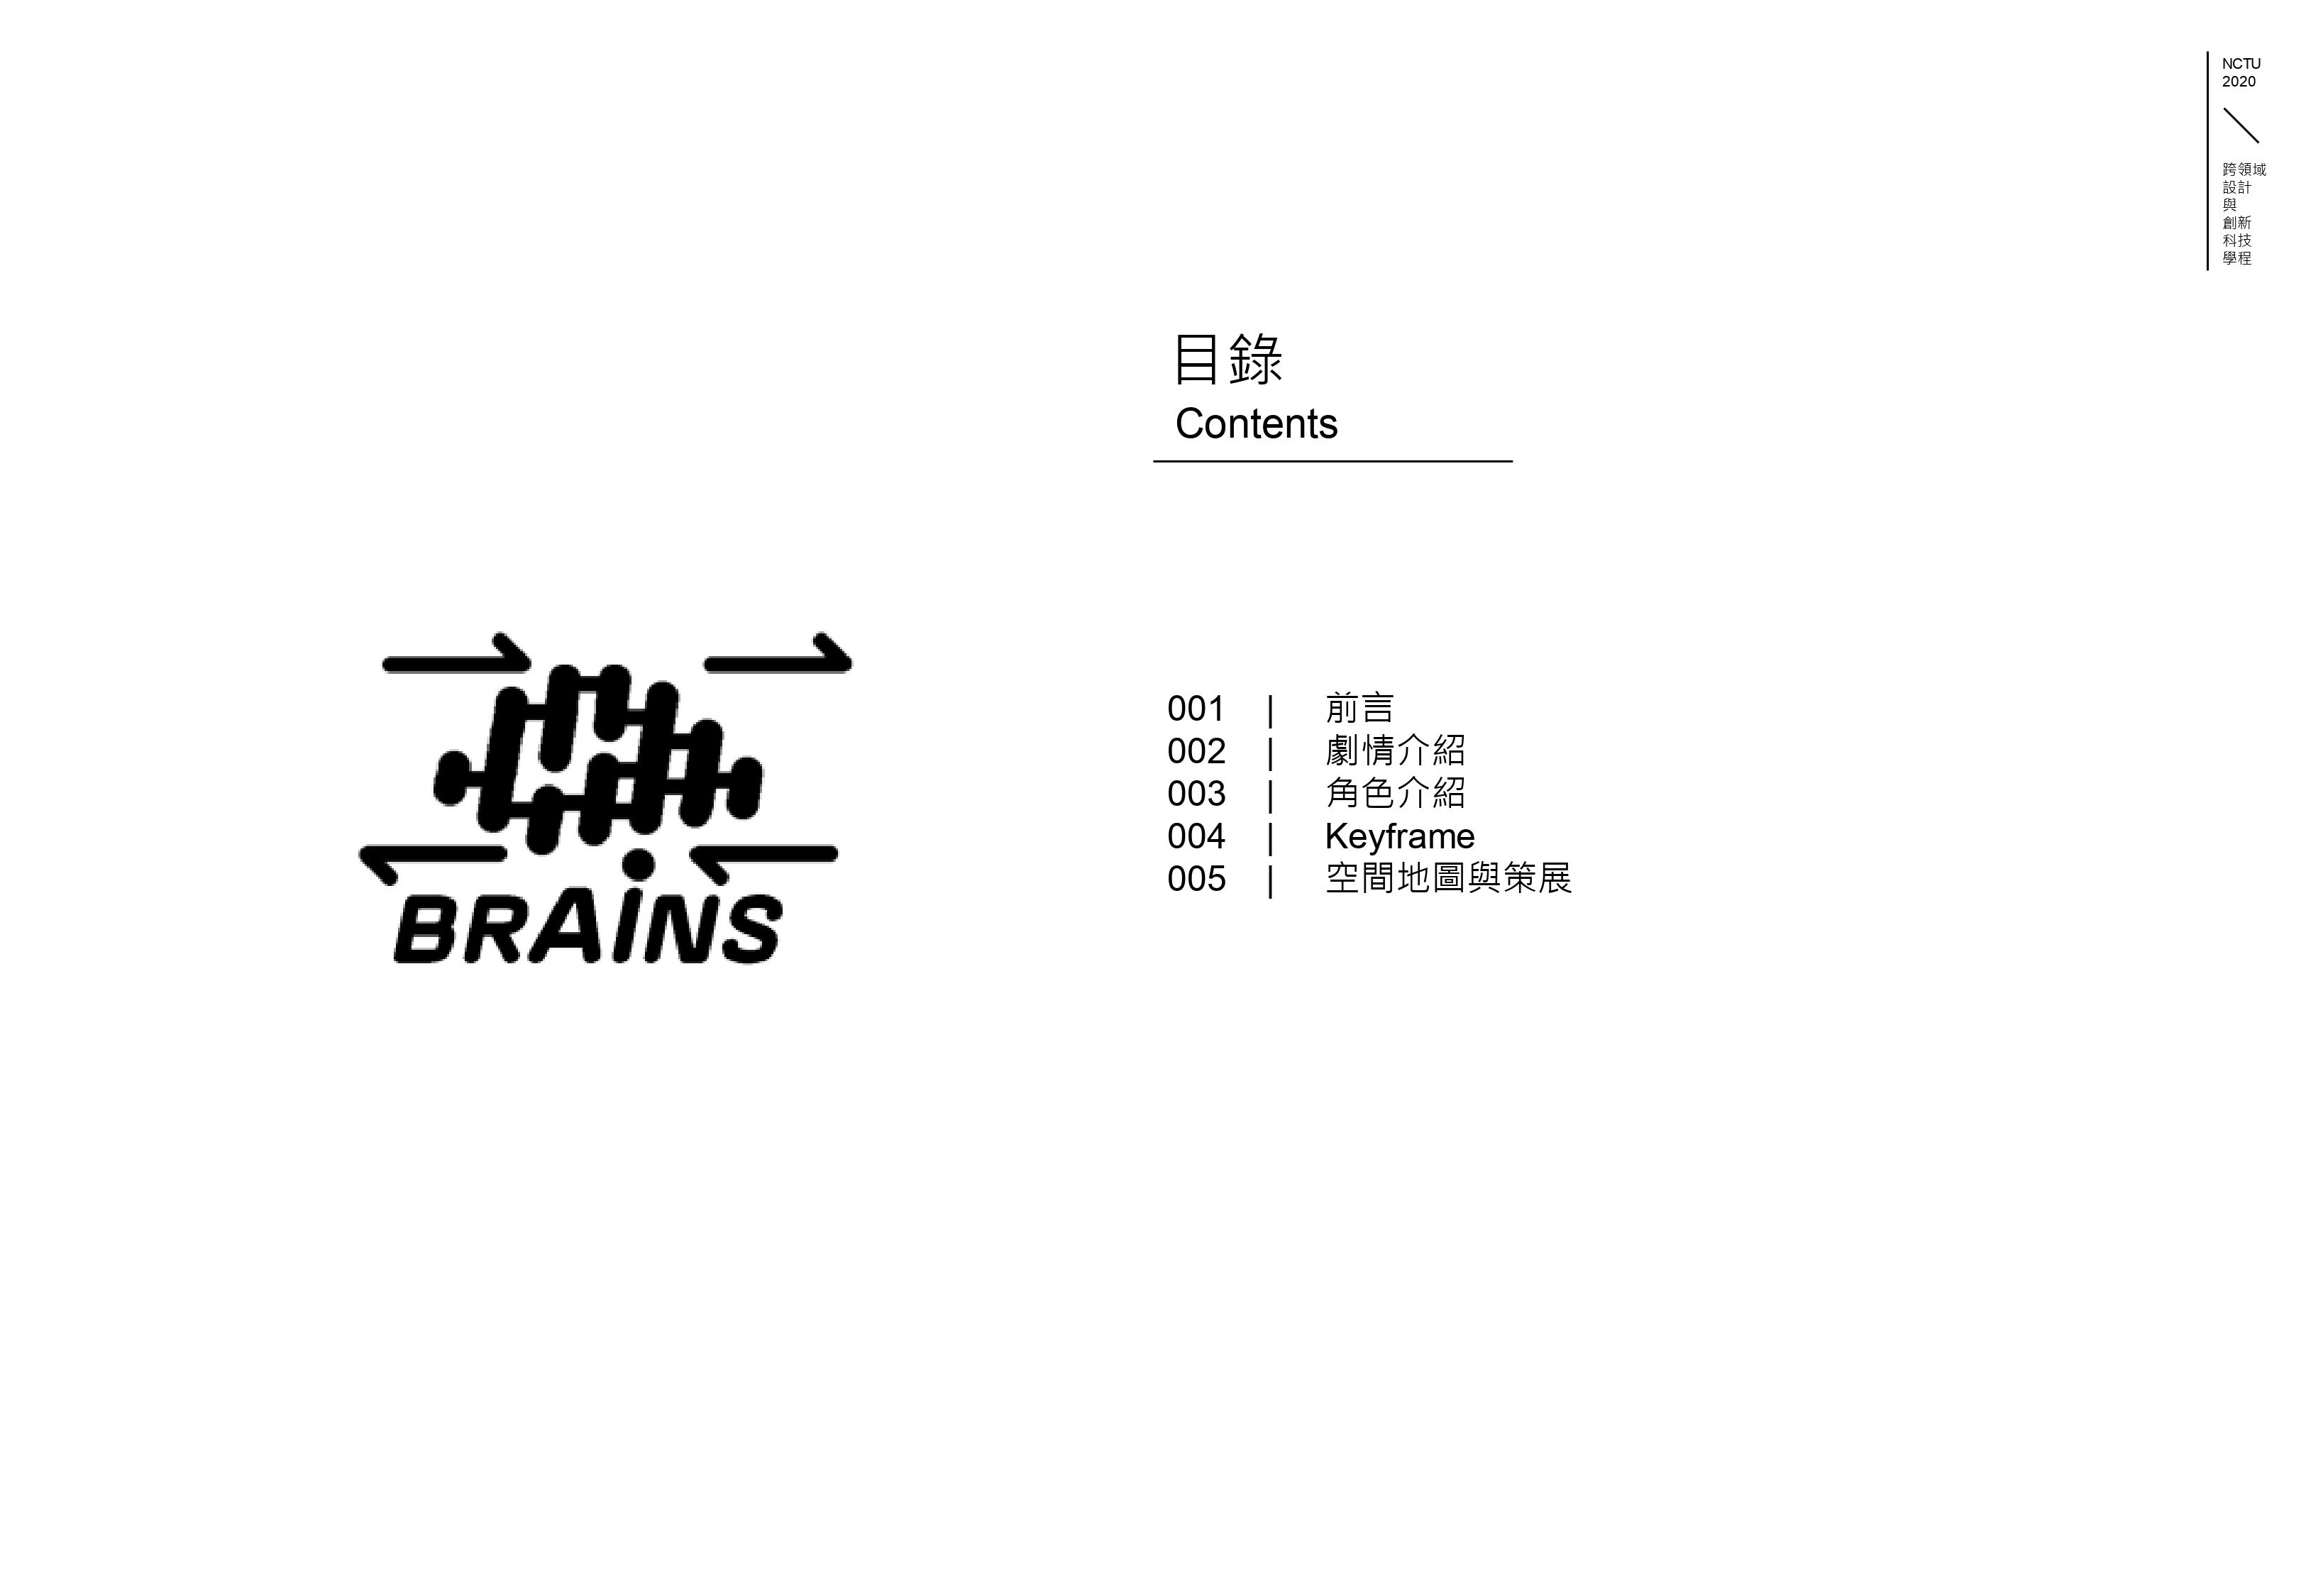 NCTU
2020
跨領域
設計
與
創新
科技
學程
目錄
Contents
001 | 前言
002 | 劇情介紹
003 | 角色介紹
004 | Keyframe
005 | 空間地圖與策展
BRAiNS